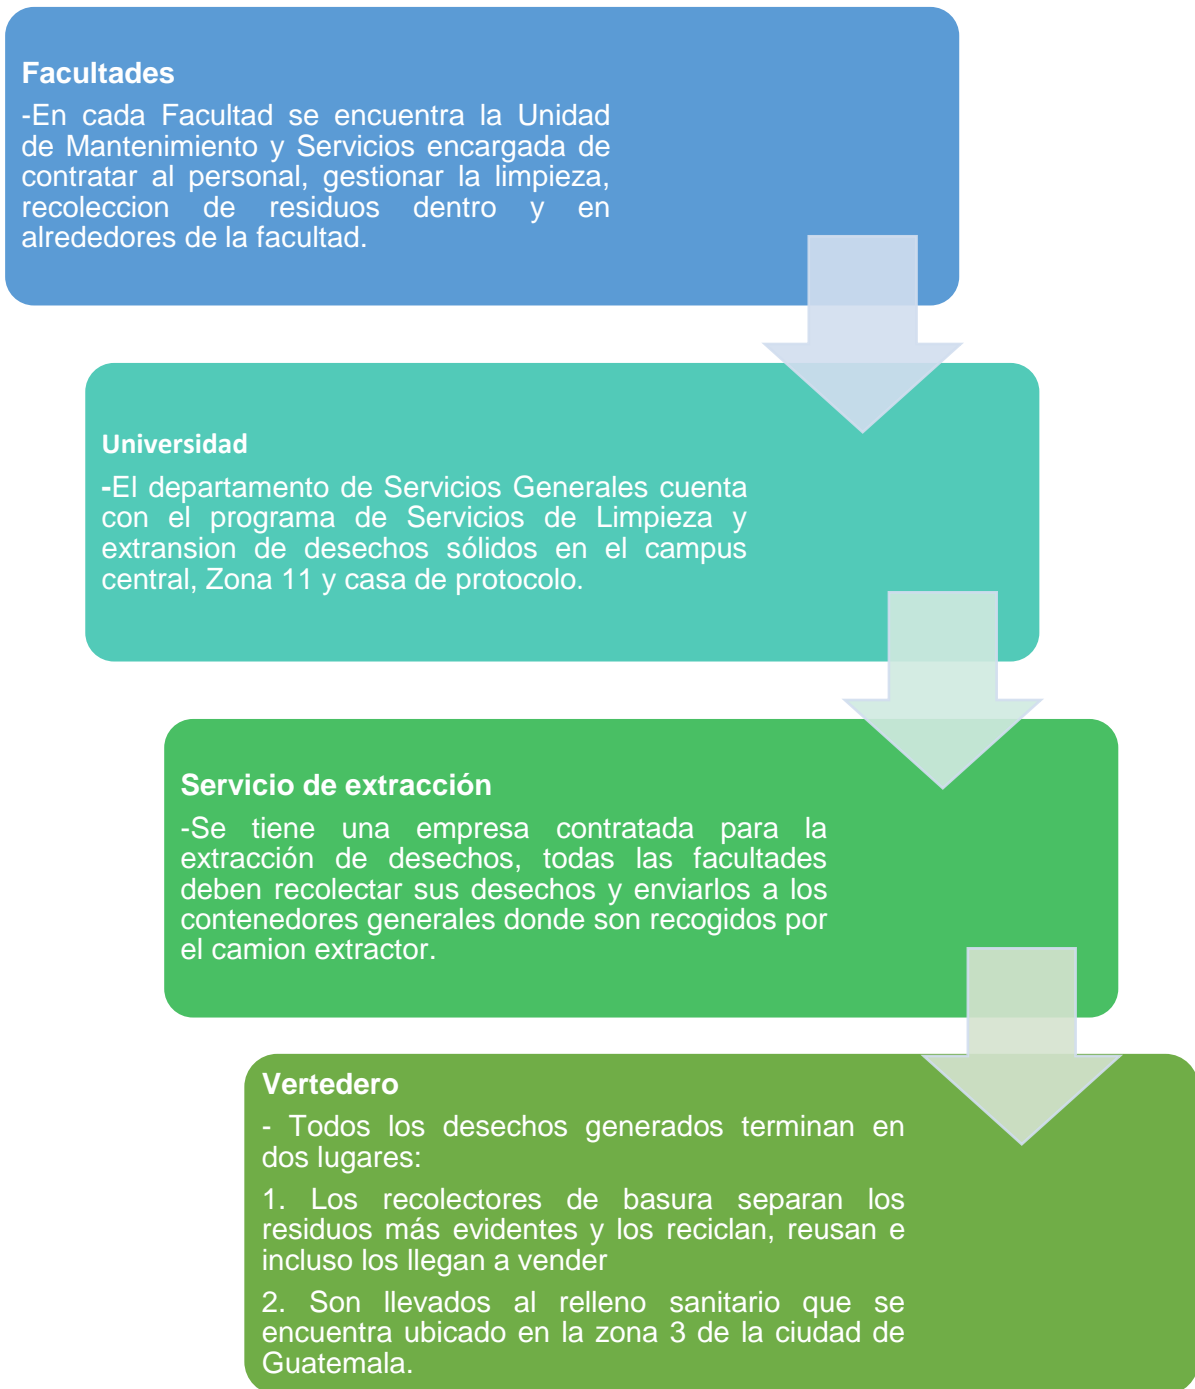 Facultades
-En cada Facultad se encuentra la Unidad
de Mantenimiento y Servicios encargada de
contratar al personal, gestionar la limpieza,
recoleccion de residuos dentro y en
alrededores de la facultad.
Universidad
-El departamento de Servicios Generales cuenta
con el programa de Servicios de Limpieza y
extransion de desechos sólidos en el campus
central, Zona 11 y casa de protocolo.
Servicio de extracción
-Se tiene una empresa contratada para la
extracción de desechos, todas las facultades
deben recolectar sus desechos y enviarlos a los
contenedores generales donde son recogidos por
el camion extractor.
Vertedero
- Todos los desechos generados terminan en
dos lugares:
1. Los recolectores de basura separan los
residuos más evidentes y los reciclan, reusan e
incluso los llegan a vender
2. Son llevados al relleno sanitario que se
encuentra ubicado en la zona 3 de la ciudad de
Guatemala.